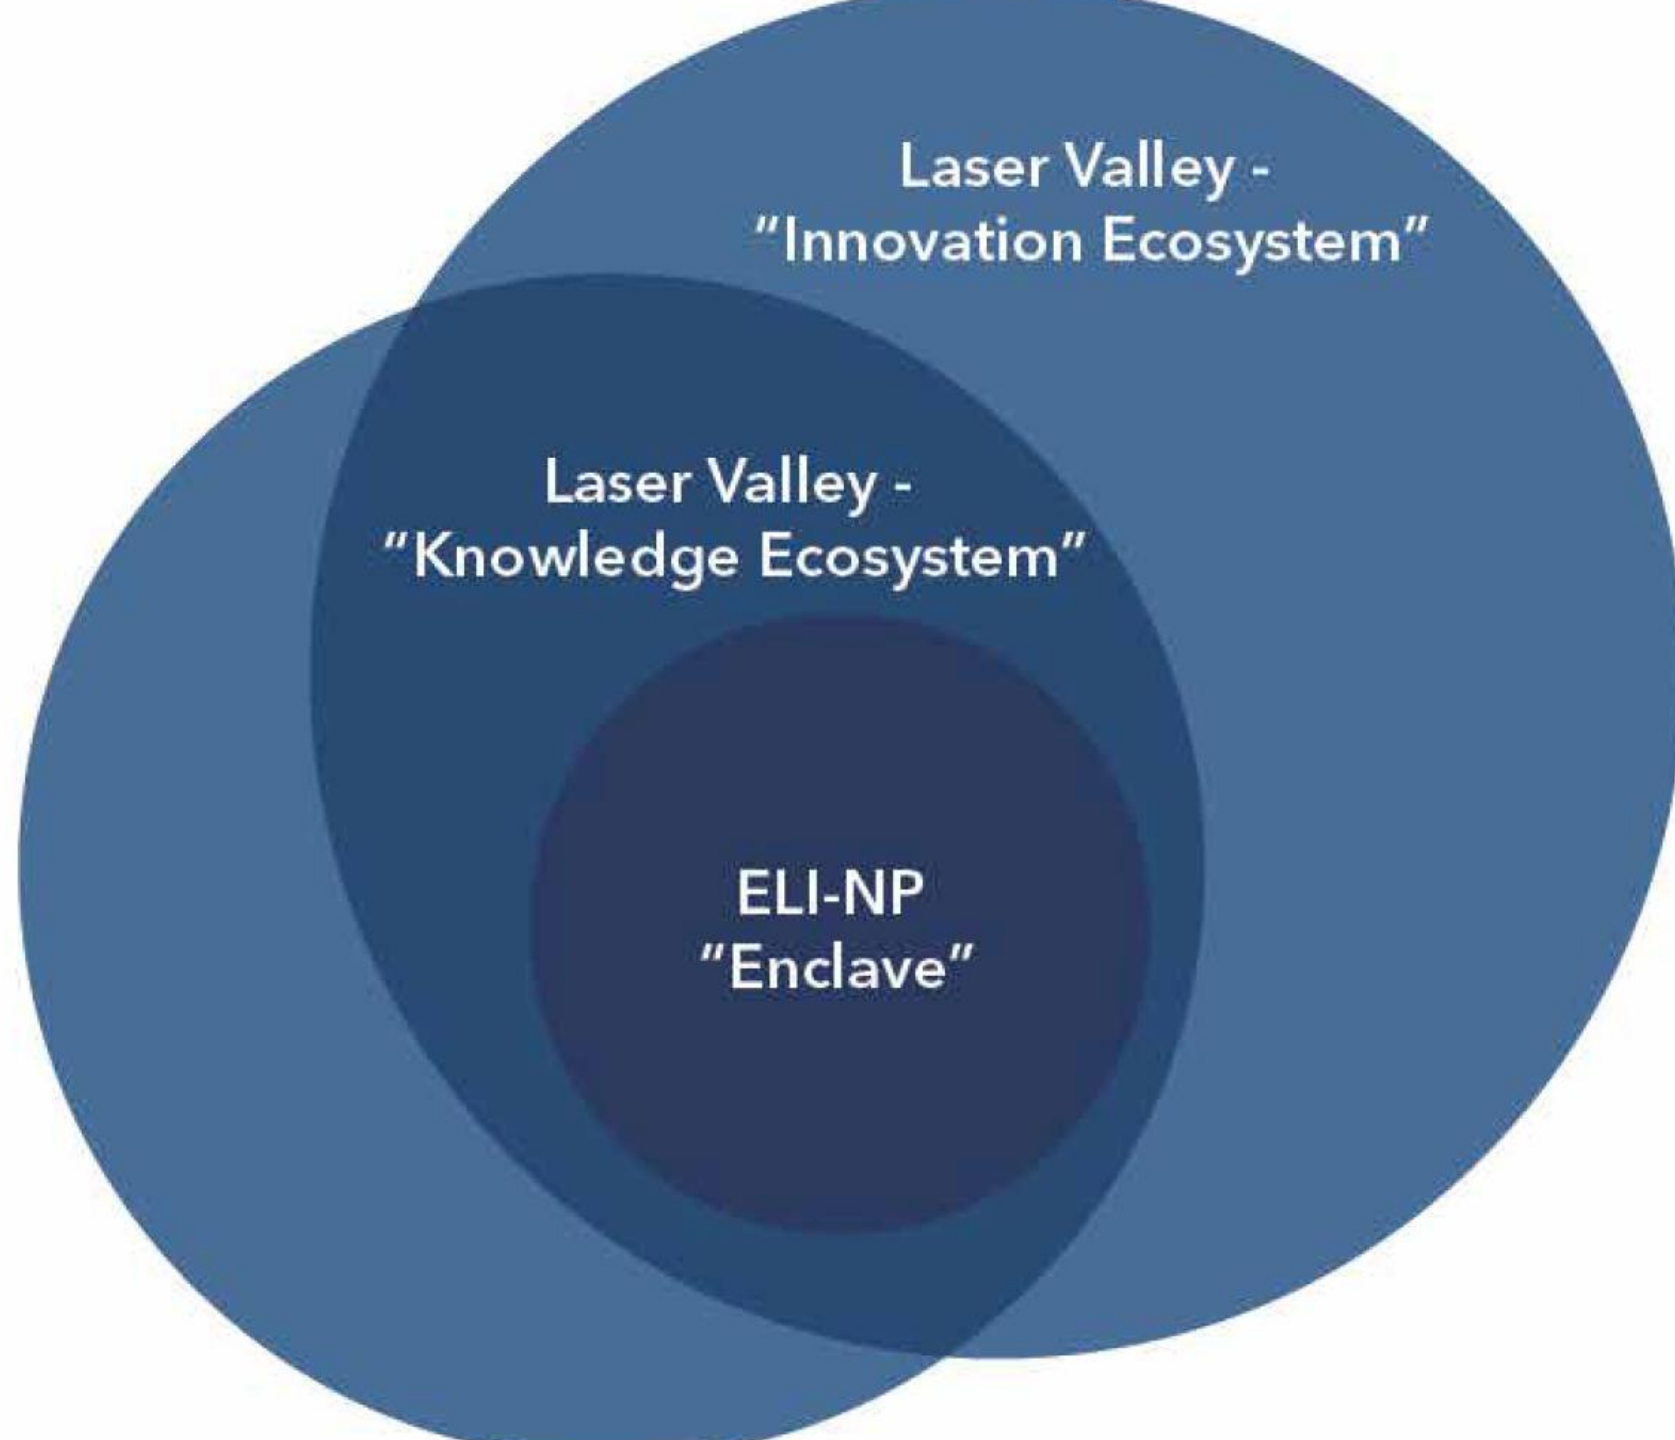 Laser Valley -
"Innovation Ecosystem"
Laser Valley -
"Knowledge Ecosystem"
ELI-NP
"Enclave"